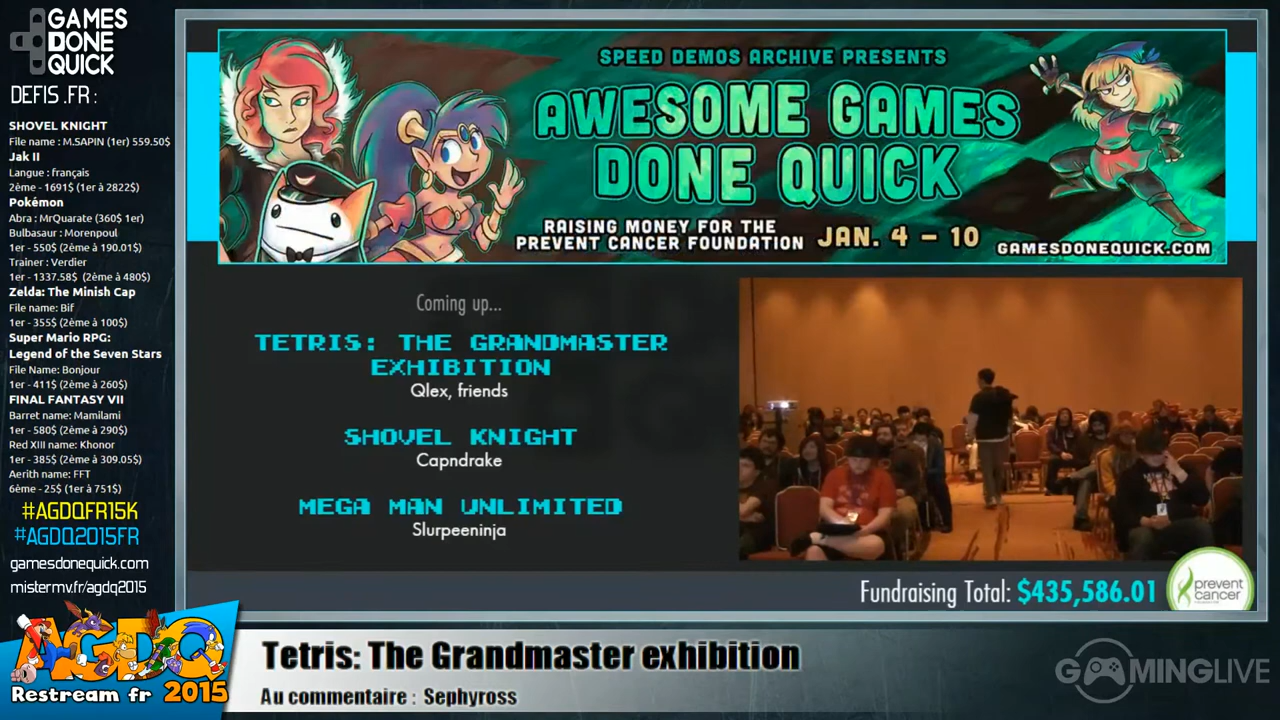 GAMES
DONE
QUICK
DEFIS .FR :
SHOVEL KNIGHT
File name : M.SAPIN (1er) 559.50$
Jak II
Langue : français
2ème - 1691$ (1er à 2822$)
Pokémon
Abra : MrQuarate (360$ 1er)
Bulbasaur : Morenpoul
1er - 550$ (2ème à 190.01$)
Trainer : Verdier
1er - 1337.58$ (2ème à 480$)
Zelda: The Minish Cap
File name: Bif
1er - 355$ (2ème à 100$)
Super Mario RPG:
Legend of the Seven Stars
File Name: Bonjour
1er - 411$ (2ème à 260$)
FINAL FANTASY VII
Barret name: Mamilami
1er - 580$ (2ème à 290$)
Red XIII name: Khonor
1er - 385$ (2ème à 309.05$)
Aerith name: FFT
6ème - 25$ (1er à 751$)
#AGDQFR15K
#AGDQ2015FR
gamesdonequick.com
mistermv.fr/agdq2015
AGDQ
Restream fr 2015
SPEED DEMOS ARCHIVE PRESENTS
AWESOME GAMES
DONE QUICK
RAISING MONEY FOR THE
PREVENT CANCER FOUNDATION
JAN. 4 – 10
GAMESDONEQUICK.COM
Coming up...
TETRIS: THE GRANDMASTER
EXHIBITION
Qlex, friends
SHOVEL KNIGHT
Capndrake
MEGA MAN UNLIMITED
Slurpeeninja
Fundraising Total: $435,586.01
prevent
cancer
Tetris: The Grandmaster exhibition
Au commentaire : Sephyross
GAMINGLIVE